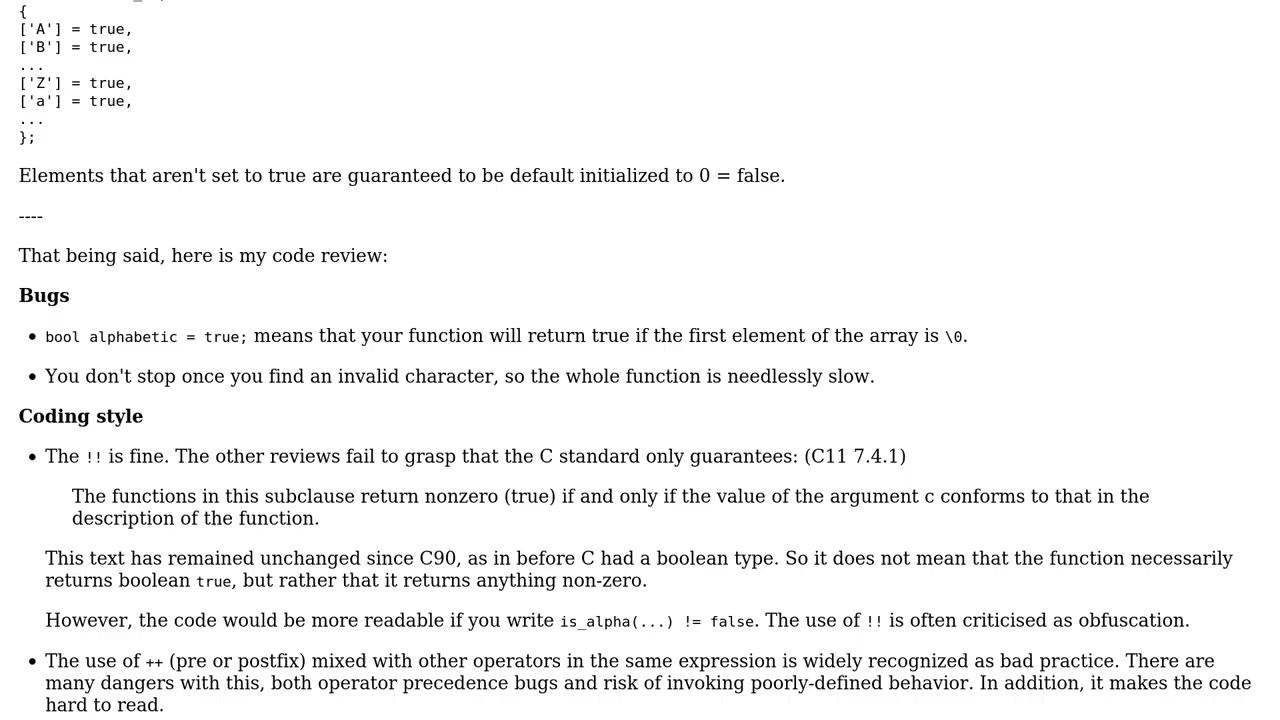 {
['A'] = true,
['B'] = true,
...
['Z'] = true,
['a'] = true,
...
};
Elements that aren't set to true are guaranteed to be default initialized to 0 = false.
----
That being said, here is my code review:
Bugs
• bool alphabetic = true; means that your function will return true if the first element of the array is \0.
• You don't stop once you find an invalid character, so the whole function is needlessly slow.
Coding style
• The !! is fine. The other reviews fail to grasp that the C standard only guarantees: (C11 7.4.1)
The functions in this subclause return nonzero (true) if and only if the value of the argument c conforms to that in the
description of the function.
This text has remained unchanged since C90, as in before C had a boolean type. So it does not mean that the function necessarily
returns boolean true, but rather that it returns anything non-zero.
However, the code would be more readable if you write is_alpha(...) != false. The use of !! is often criticised as obfuscation.
• The use of ++ (pre or postfix) mixed with other operators in the same expression is widely recognized as bad practice. There are
many dangers with this, both operator precedence bugs and risk of invoking poorly-defined behavior. In addition, it makes the code
hard to read.